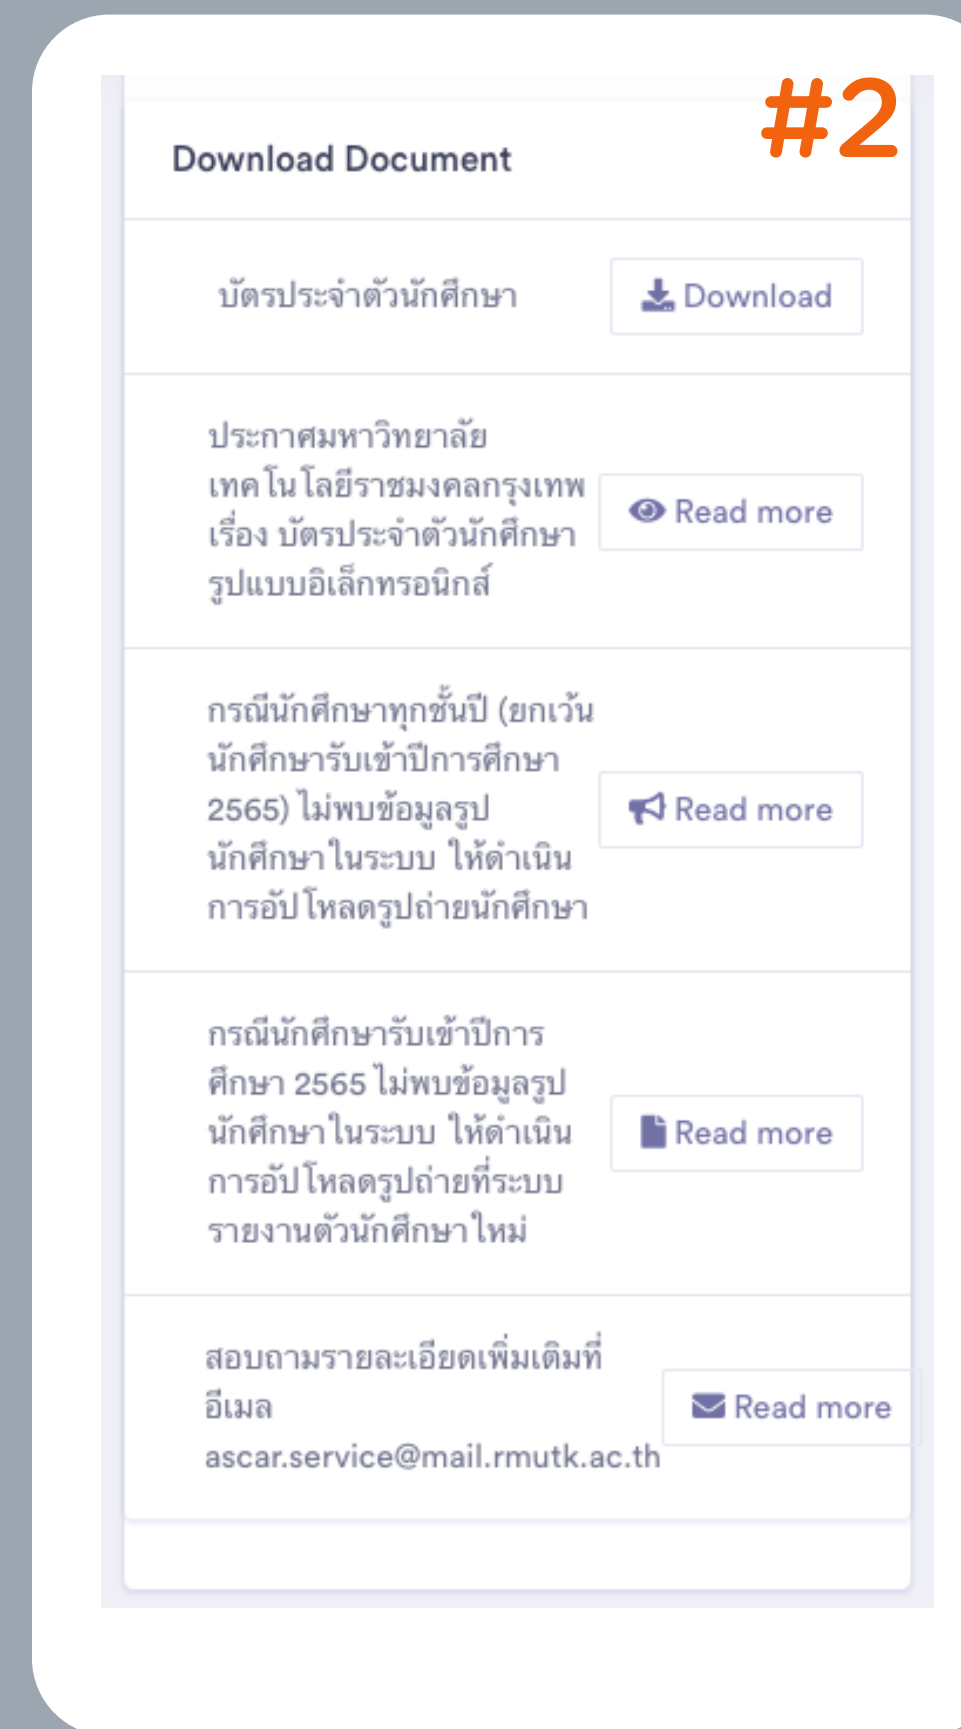 #2
Download Document
บัตรประจำตัวนักศึกษา
Download
ประกาศมหาวิทยาลัย
เทคโนโลยีราชมงคลกรุงเทพ
เรื่อง บัตรประจำตัวนักศึกษา
รูปแบบอิเล็กทรอนิกส์
Read more
กรณีนักศึกษาทุกชั้นปี (ยกเว้น
นักศึกษารับเข้าปีการศึกษา
2565) ไม่พบข้อมูลรูป
นักศึกษาในระบบ ให้ดำเนิน
การอัปโหลดรูปถ่ายนักศึกษา
Read more
กรณีนักศึกษารับเข้าปีการ
ศึกษา 2565 ไม่พบข้อมูลรูป
นักศึกษาในระบบ ให้ดำเนิน
การอัปโหลดรูปถ่ายที่ระบบ
รายงานตัวนักศึกษาใหม่
Read more
สอบถามรายละเอียดเพิ่มเติมที่
อีเมล
ascar.service@mail.rmutk.ac.th
Read more